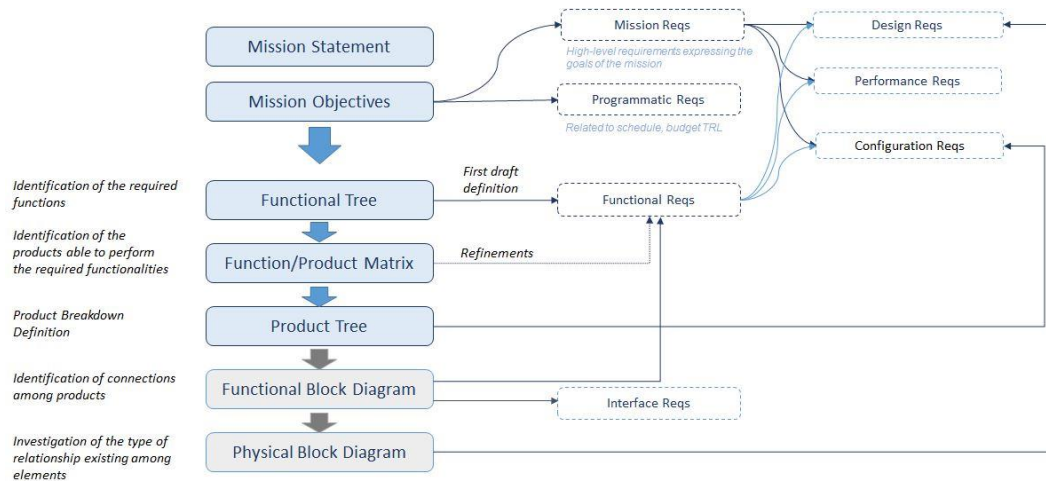 Mission Statement
Mission Objectives
Mission Reqs
High-level requirements expressing the
goals of the mission
Programmatic Reqs
Related to schedule, budget TRL
Design Reqs
Performance Reqs
Configuration Reqs
Identification of the required
functions
Functional Tree
First draft
definition
Functional Reqs
Identification of the
products able to perform
the required functionalities
Function/Product Matrix
Refinements
Product Breakdown
Definition
Product Tree
Identification of connections
among products
Functional Block Diagram
Interface Reqs
Investigation of the type of
relationship existing among
elements
Physical Block Diagram